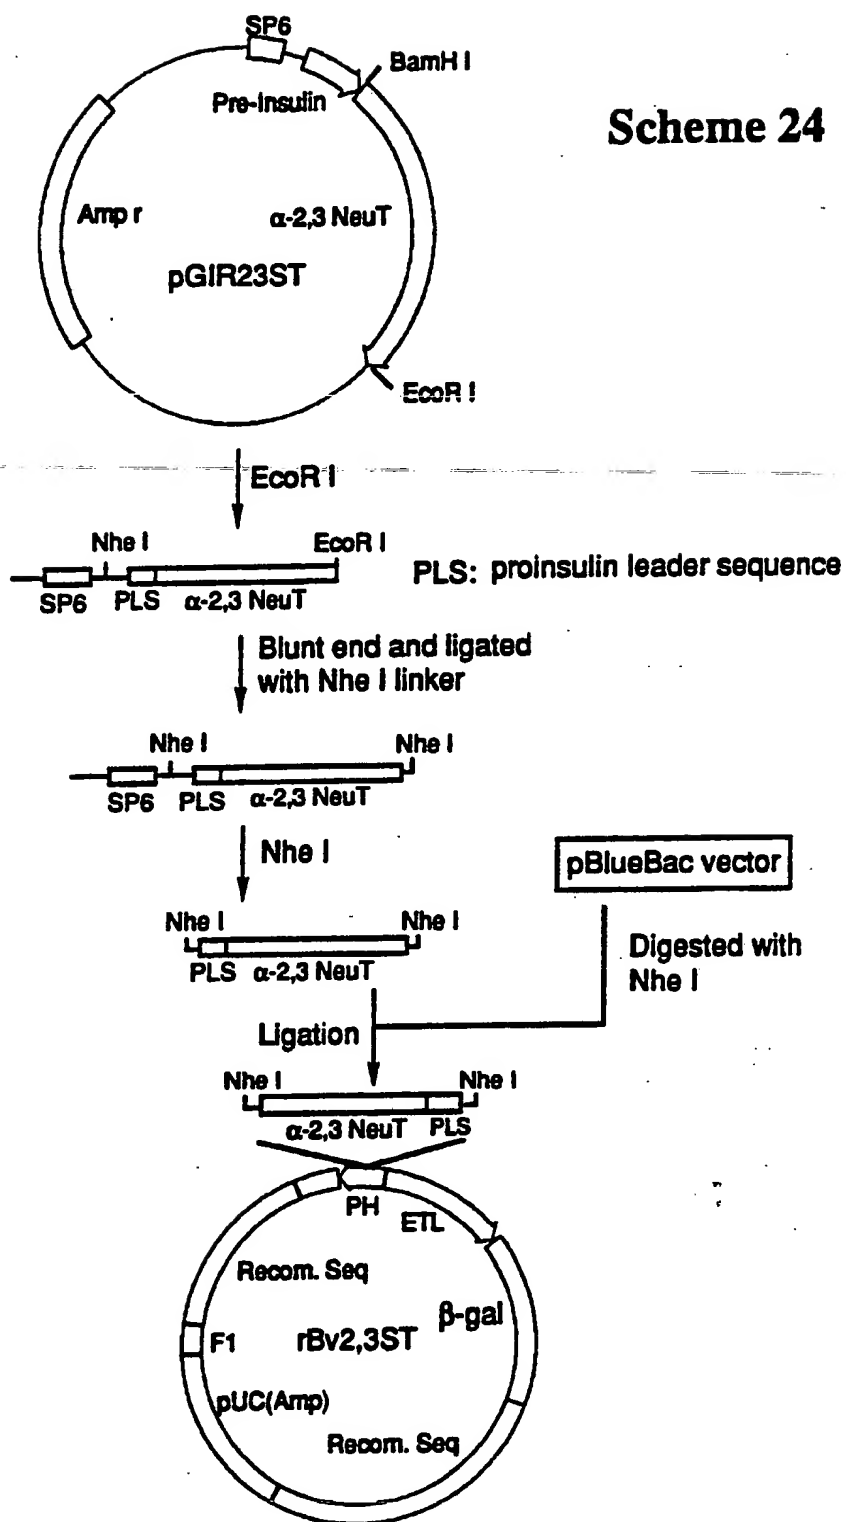 SP6
BamH I
Pre-Insulin
Scheme 24
Amp r
α-2,3 NeuT
pGIR23ST
EcoR I
EcoR I
Nhe I
EcoR I
PLS: proinsulin leader sequence
SP6
PLS
α-2,3 NeuT
Blunt end and ligated
with Nhe I linker
Nhe I
Nhe I
SP6
PLS
α-2,3 NeuT
Nhe I
pBlueBac vector
Nhe I
Nhe I
PLS
α-2,3 NeuT
Digested with
Nhe I
Ligation
Nhe I
Nhe I
α-2,3 NeuT
PLS
PH
ETL
Recom. Seq
β-gal
F1
rBv2,3ST
pUC(Amp)
Recom. Seq